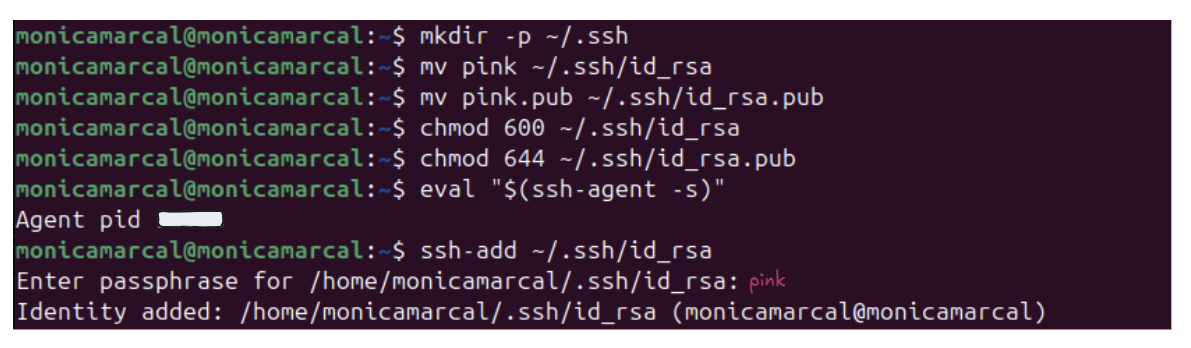 monicamarcal@monicamarcal:~$ mkdir -p ~/.ssh
monicamarcal@monicamarcal:~$ mv pink ~/.ssh/id_rsa
monicamarcal@monicamarcal:~$ mv pink.pub ~/.ssh/id_rsa.pub
monicamarcal@monicamarcal:~$ chmod 600 ~/.ssh/id_rsa
monicamarcal@monicamarcal:~$ chmod 644 ~/.ssh/id_rsa.pub
monicamarcal@monicamarcal:~$ eval "$(ssh-agent -s)"
Agent pid
monicamarcal@monicamarcal:~$ ssh-add ~/.ssh/id_rsa
Enter passphrase for /home/monicamarcal/.ssh/id_rsa: pink
Identity added: /home/monicamarcal/.ssh/id_rsa (monicamarcal@monicamarcal)